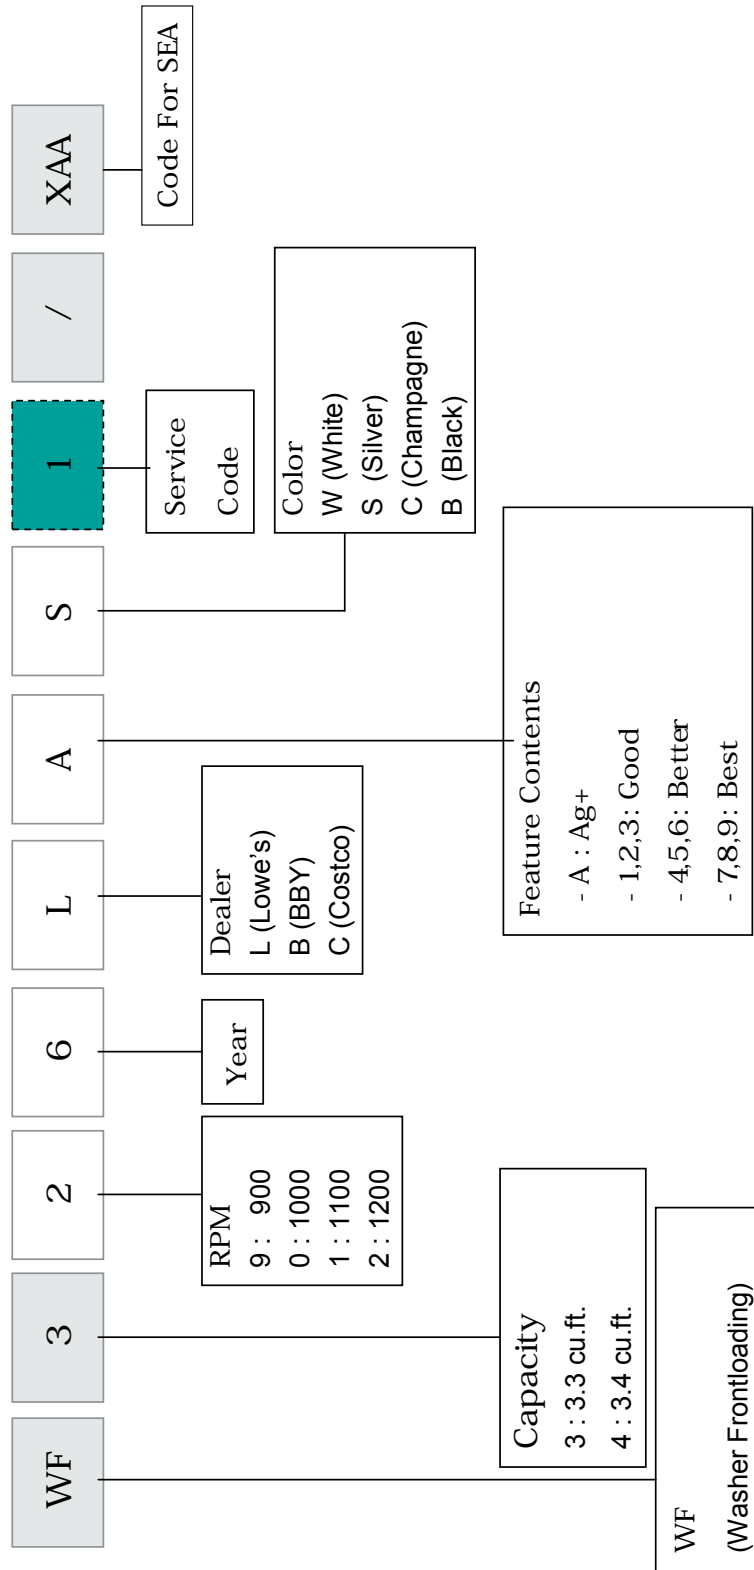 WF 3 2 6 L A S 1 / XAA
WF
(Washer Frontloading)
Capacity
3 : 3.3 cu.ft.
4 : 3.4 cu.ft.
RPM
9 : 900
0 : 1000
1 : 1100
2 : 1200
Year
Dealer
L (Lowe's)
B (BBY)
C (Costco)
Feature Contents
- A : Ag+
- 1,2,3: Good
- 4,5,6: Better
- 7,8,9: Best
Color
W (White)
S (Silver)
C (Champagne)
B (Black)
Service
Code
Code For SEA